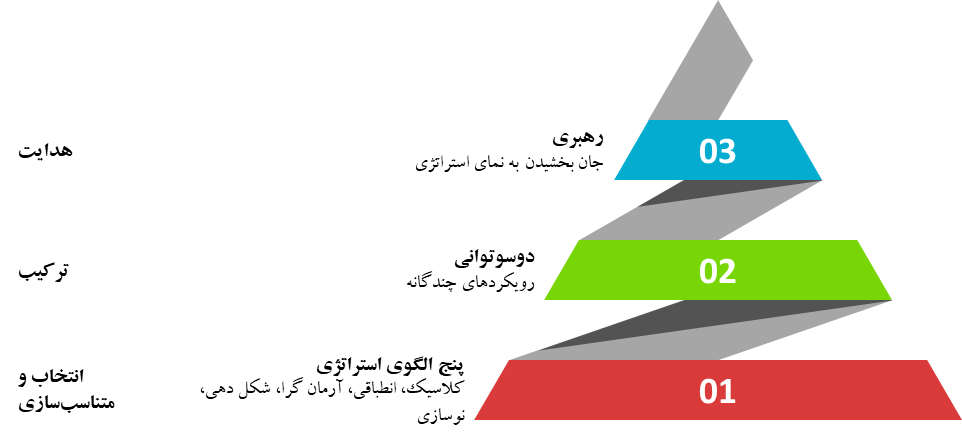 03
رهبری
جان بخشیدن به نمای استراتژی
هدایت
02
دوسوتوانی
رویکردهای چندگانه
ترکیب
01
پنج الگوی استراتژی
کلاسیک، انطباقی، آرمان گرا، شکل دهی،
نوسازی
انتخاب و
متناسب‌سازی